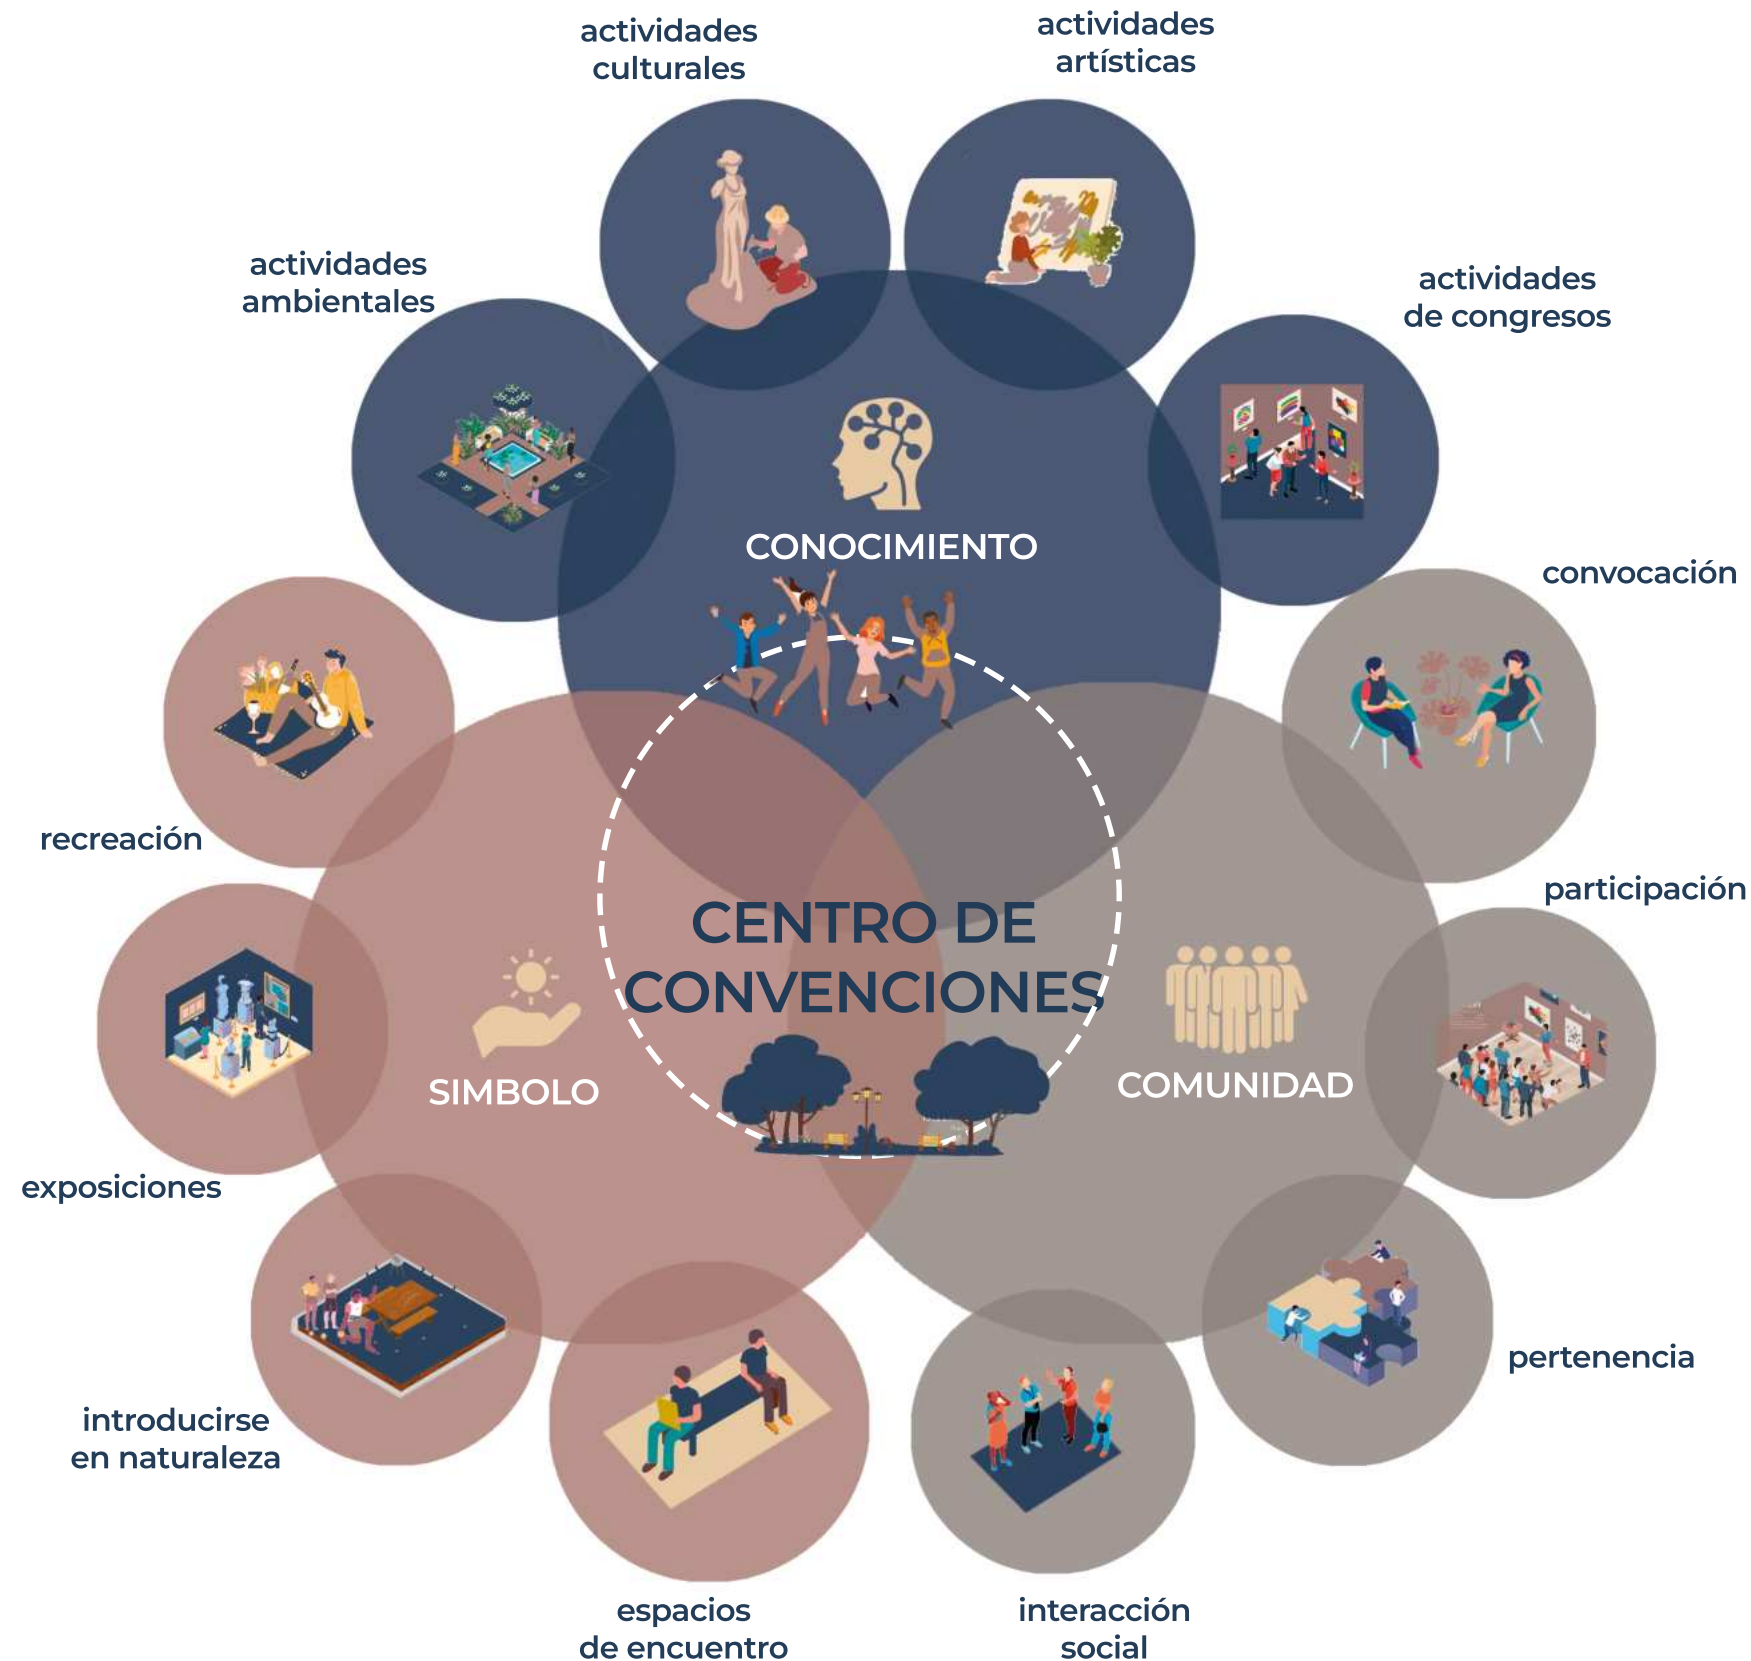 actividades
culturales
actividades
artísticas
actividades
ambientales
actividades
de congresos
CONOCIMIENTO
convocación
recreación
participación
CENTRO DE
CONVENCIONES
SIMBOLO
COMUNIDAD
exposiciones
pertenencia
introducirse
en naturaleza
espacios
de encuentro
interacción
social